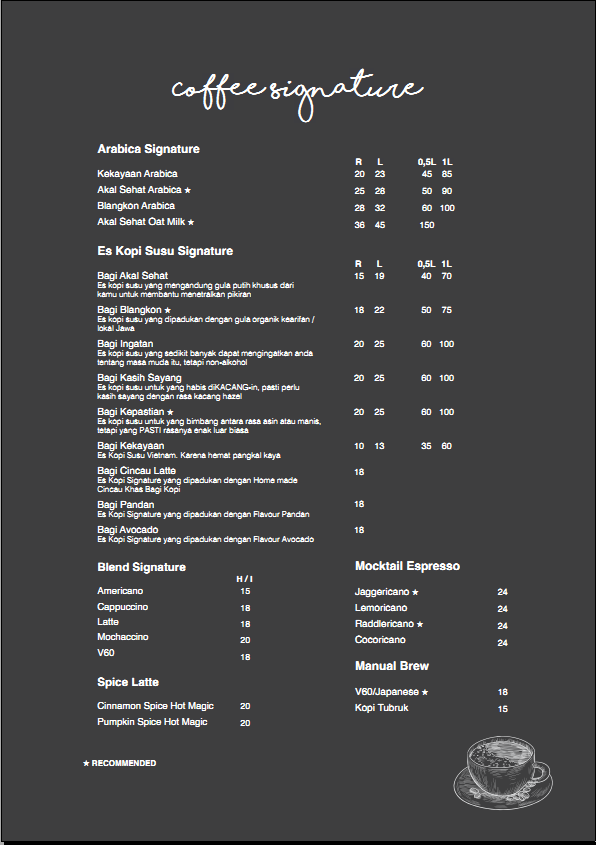 coffee signature
Arabica Signature
R L 0,5L 1L
Kekayaan Arabica 20 23 45 85
Akal Sehat Arabica ★ 25 28 50 90
Blangkon Arabica 28 32 60 100
Akal Sehat Oat Milk ★ 36 45 150
Es Kopi Susu Signature
R L 0,5L 1L
Bagi Akal Sehat 15 19 40 70
Es kopi susu yang mengandung gula putih khusus dari
kamu untuk membantu menetralkan pikiran
Bagi Blangkon ★ 18 22 50 75
Es kopi susu yang dipadukan dengan gula organik kearifan /
lokal Jawa
Bagi Ingatan 20 25 60 100
Es kopi susu yang sedikit banyak dapat mengingatkan anda
tentang masa muda itu, tetapi non-alkohol
Bagi Kasih Sayang 20 25 60 100
Es kopi susu untuk yang habis diKACANG-in, pasti perlu
kasih sayang dengan rasa kacang hazel
Bagi Kepastian ★ 20 25 60 100
Es kopi susu untuk yang bimbang antara rasa asin atau manis,
tetapi yang PASTI rasanya enak luar biasa
Bagi Kekayaan 10 13 35 60
Es Kopi Susu Vietnam. Karena hemat pangkal kaya
Bagi Cincau Latte 18
Es Kopi Signature yang dipadukan dengan Home made
Cincau Khas Bagi Kopi
Bagi Pandan 18
Es Kopi Signature yang dipadukan dengan Flavour Pandan
Bagi Avocado 18
Es Kopi Signature yang dipadukan dengan Flavour Avocado
Blend Signature
H / I
Americano 15
Cappuccino 18
Latte 18
Mochaccino 20
V60 18
Spice Latte
Cinnamon Spice Hot Magic 20
Pumpkin Spice Hot Magic 20
Mocktail Espresso
Jaggericano ★ 24
Lemoricano 24
Raddlericano ★ 24
Cocoricano 24
Manual Brew
V60/Japanese ★ 18
Kopi Tubruk 15
★ RECOMMENDED